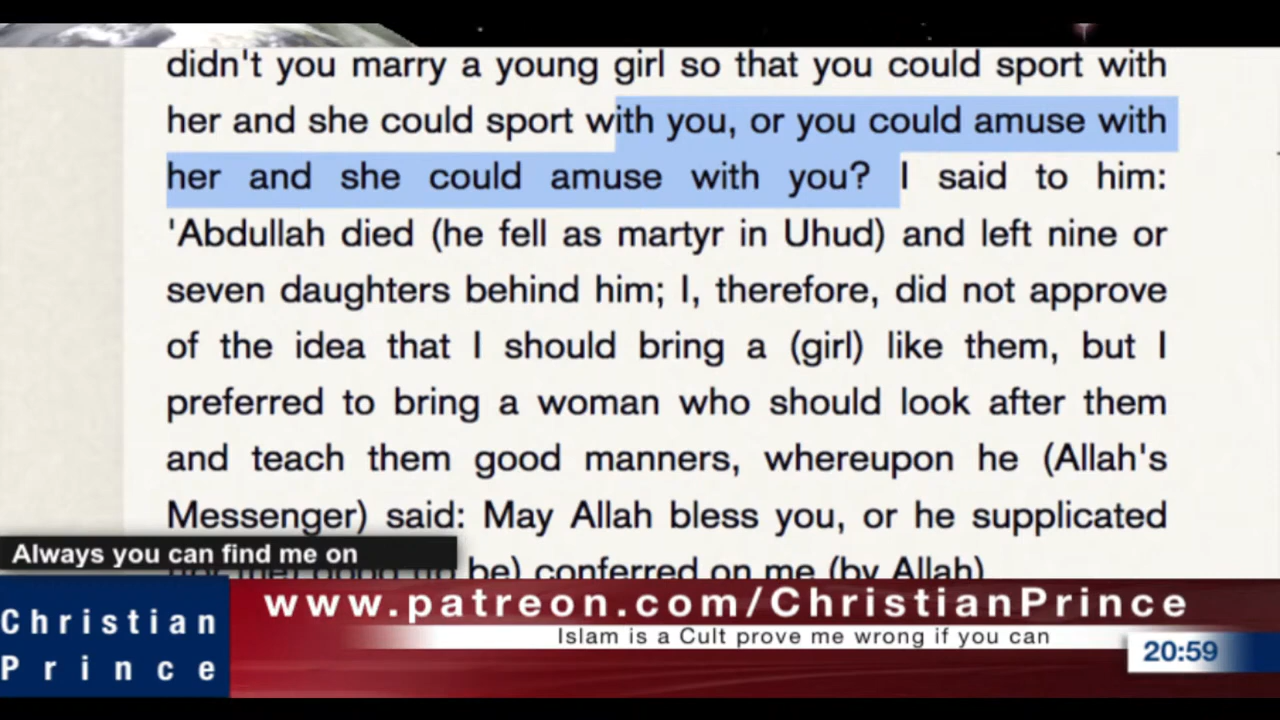 didn't you marry a young girl so that you could sport with
her and she could sport with you, or you could amuse with
her and she could amuse with you? I said to him:
'Abdullah died (he fell as martyr in Uhud) and left nine or
seven daughters behind him; I, therefore, did not approve
of the idea that I should bring a (girl) like them, but I
preferred to bring a woman who should look after them
and teach them good manners, whereupon he (Allah's
Messenger) said: May Allah bless you, or he supplicated
be) conferred on me (by Allah)
Always you can find me on
www.patreon.com/ChristianPrince
Christian
Prince
Islam is a Cult prove me wrong if you can
20:59